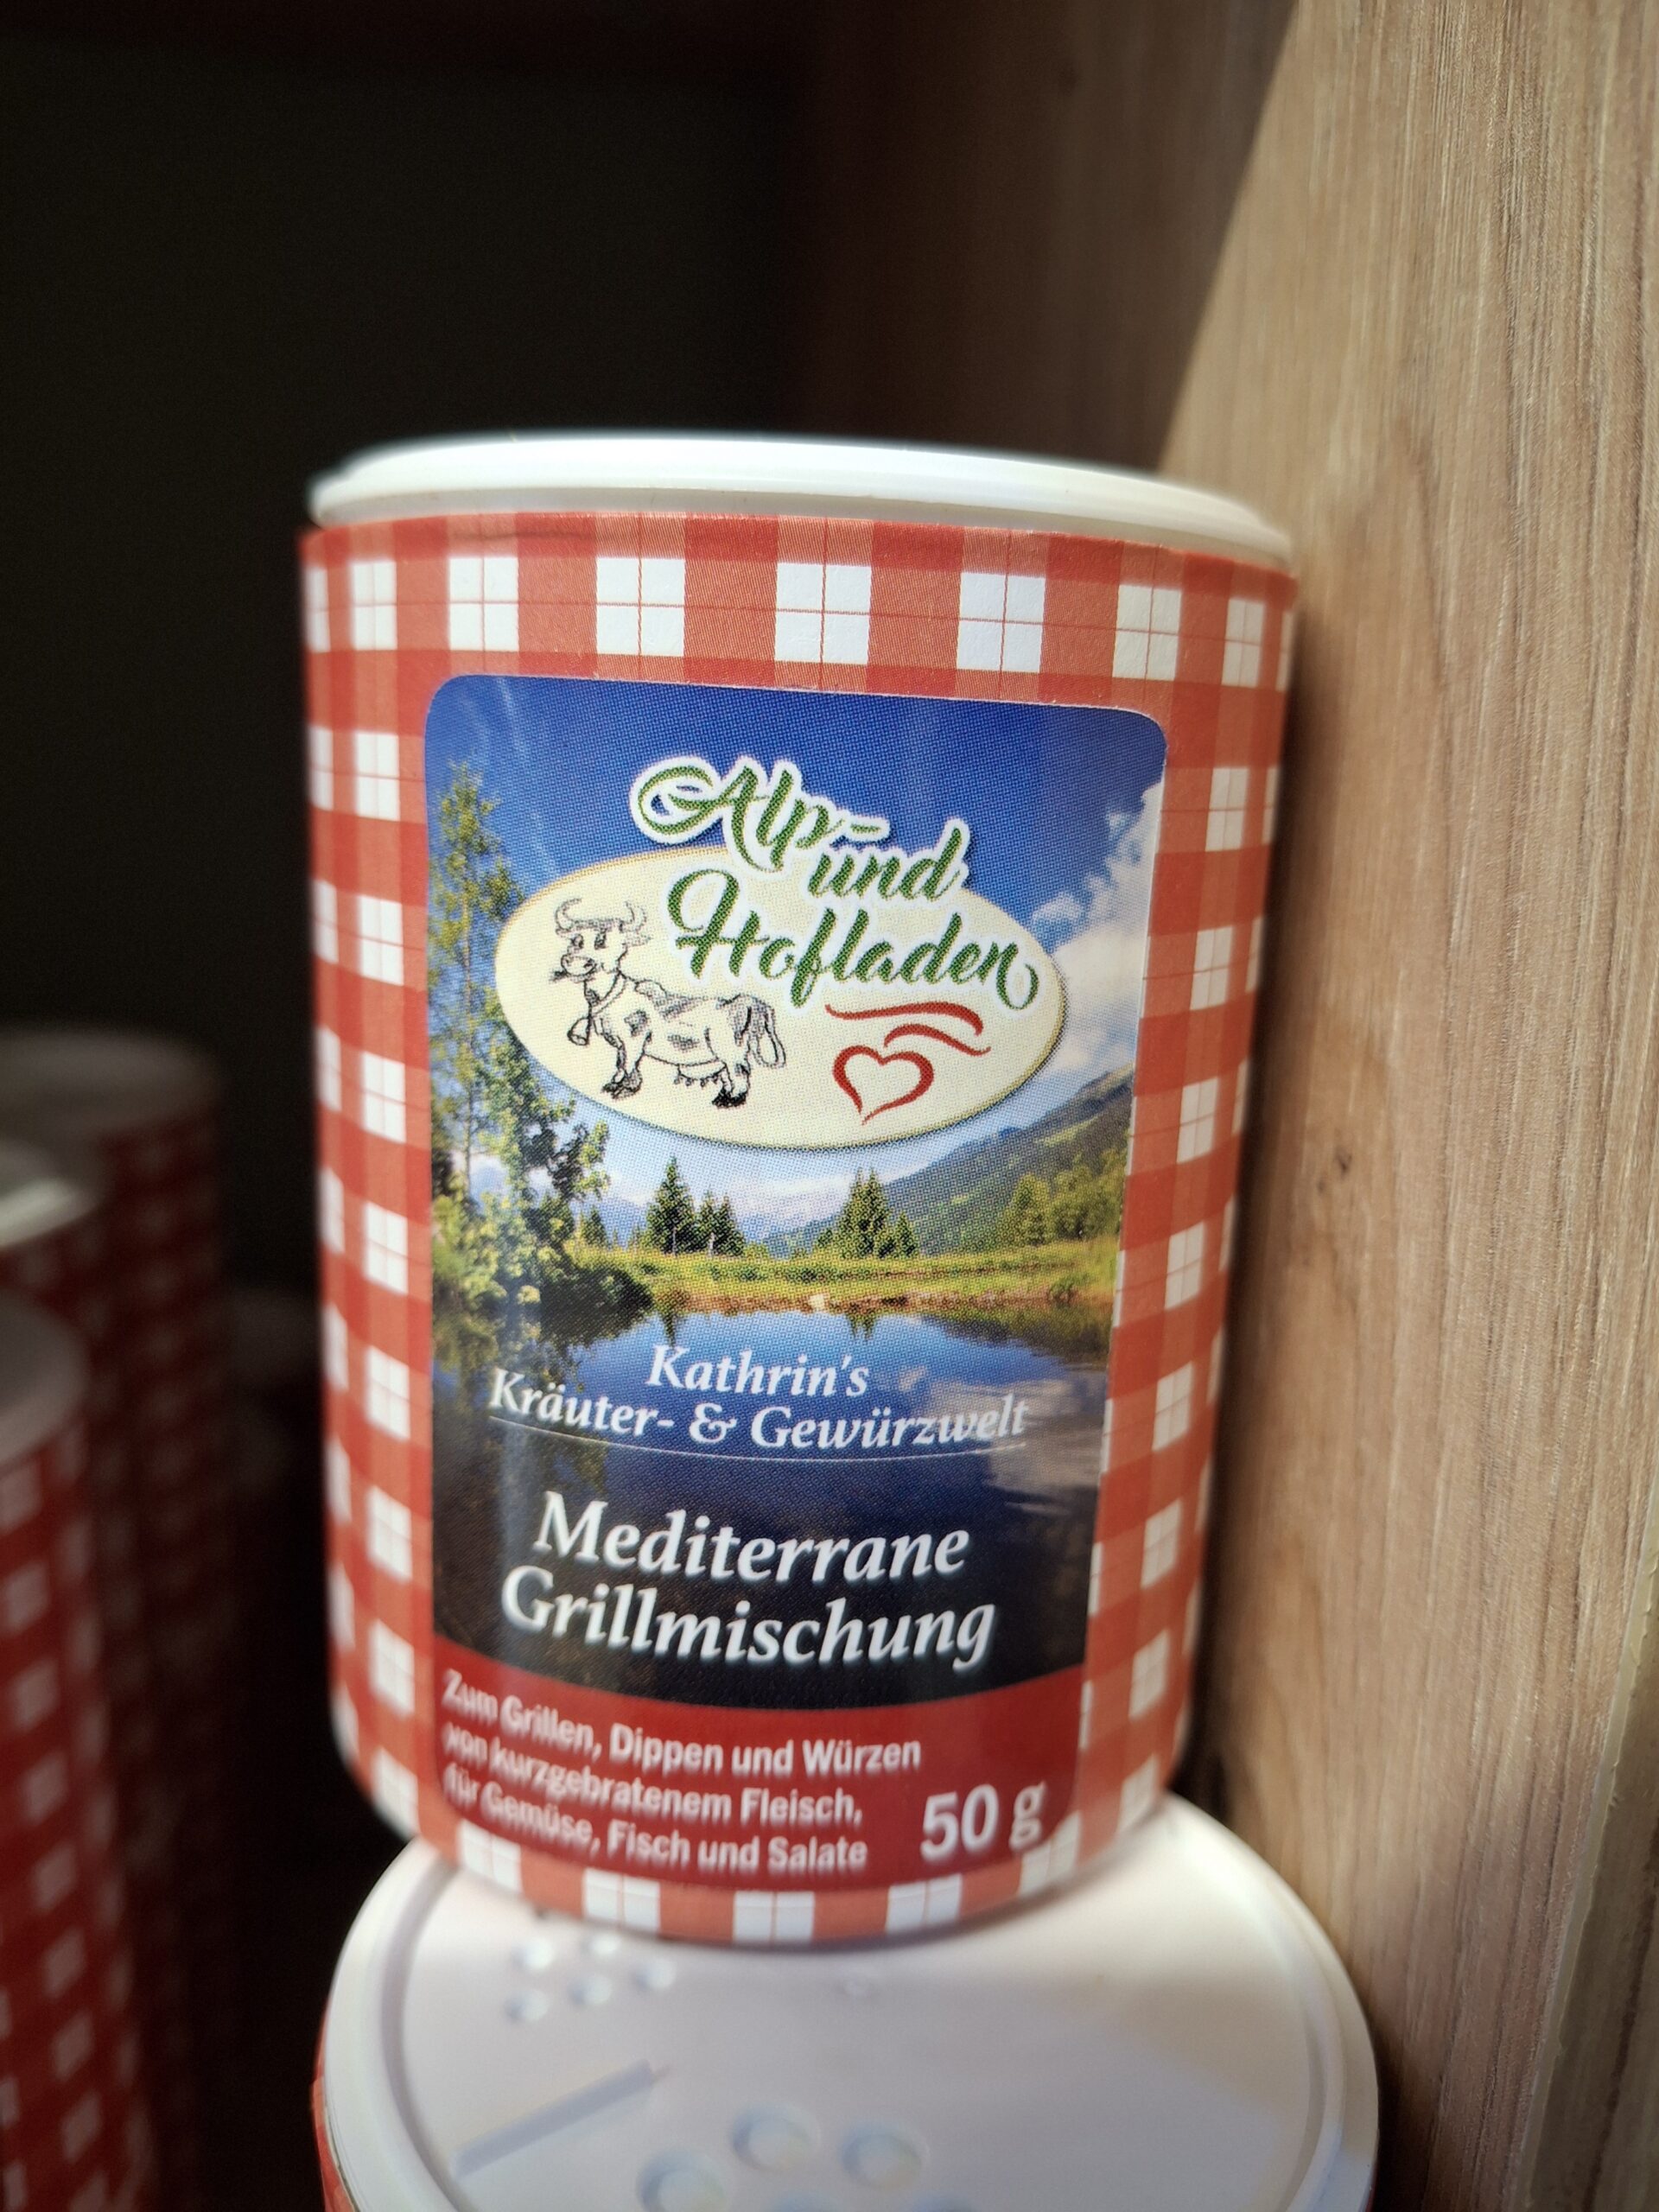 Alp-
und
Hofladen
Kathrin's
Kräuter- & Gewürzwelt
Mediterrane
Grillmischung
Zum Grillen, Dippen und Würzen
von kurzgebratenem Fleisch,
für Gemüse, Fisch und Salate
50 g